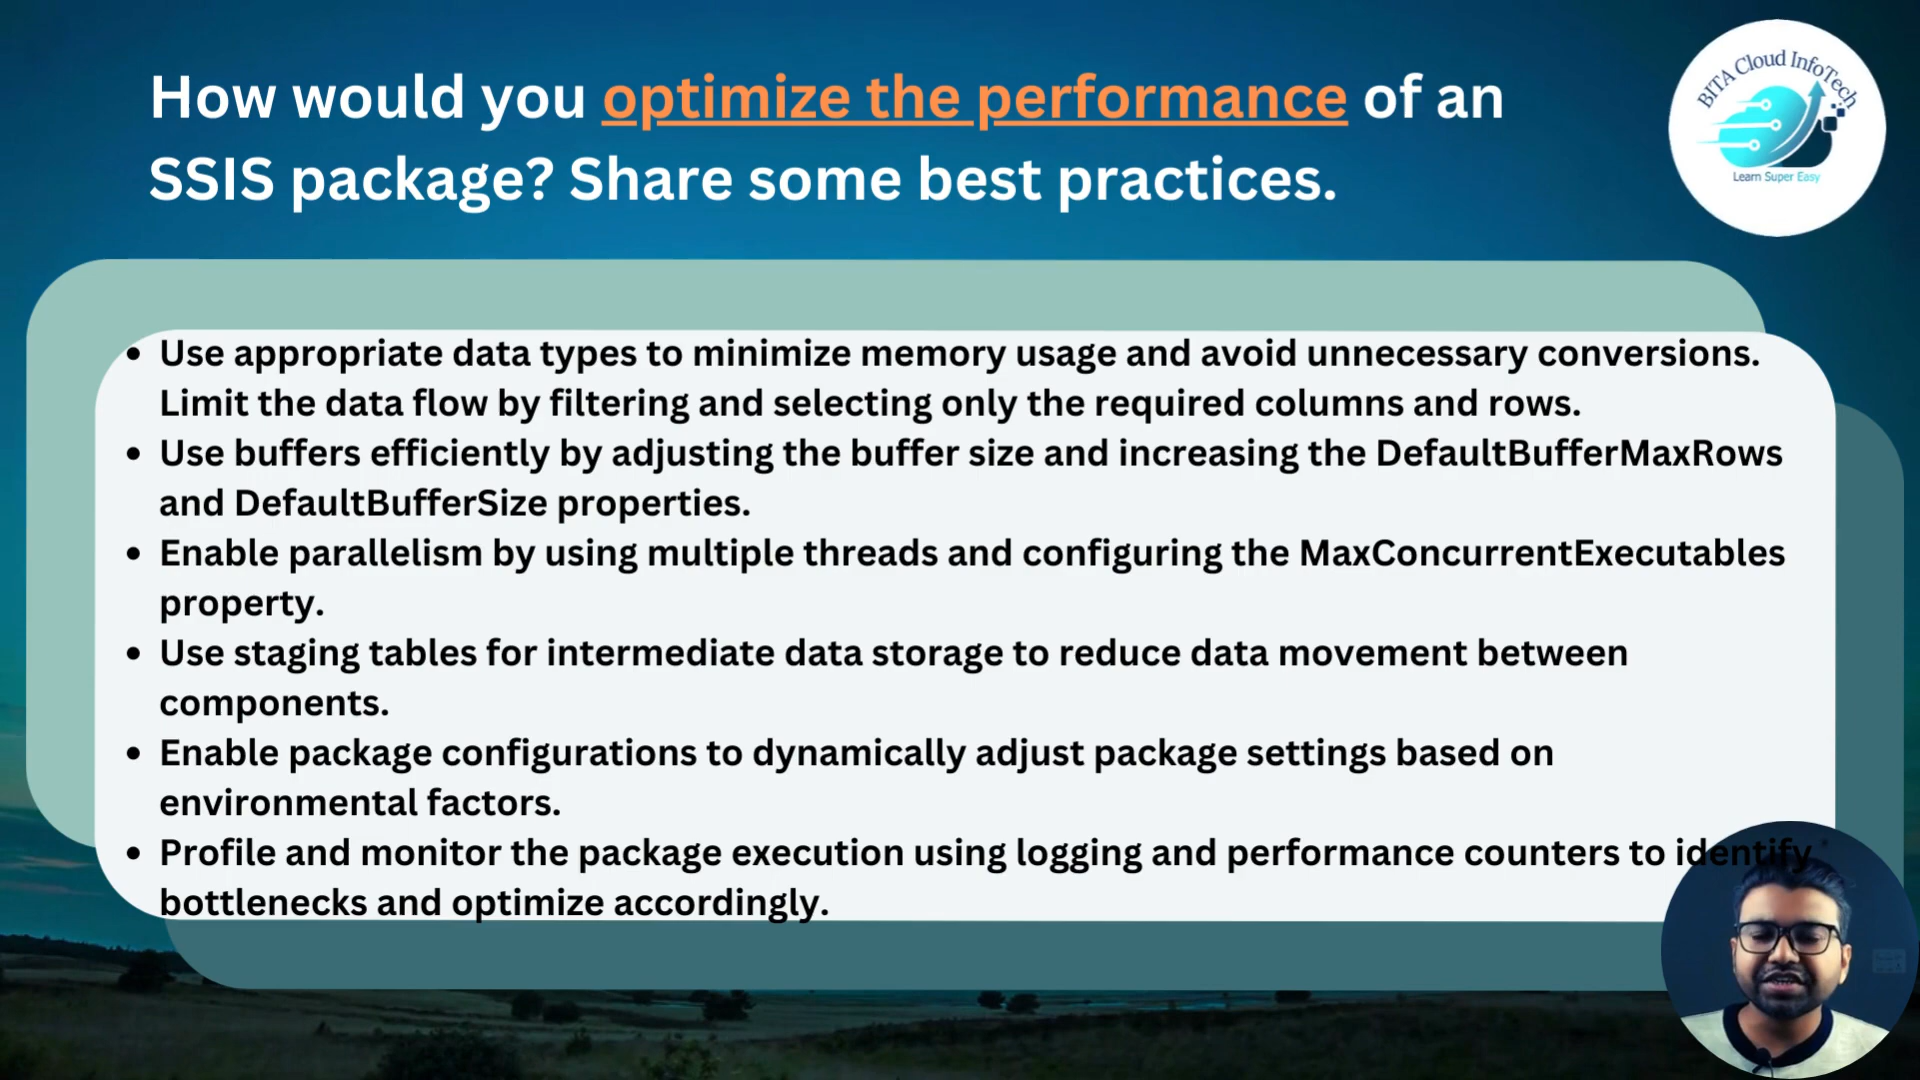 How would you optimize the performance of an
SSIS package? Share some best practices.
BITA Cloud InfoTech
Learn Super Easy
• Use appropriate data types to minimize memory usage and avoid unnecessary conversions.
Limit the data flow by filtering and selecting only the required columns and rows.
• Use buffers efficiently by adjusting the buffer size and increasing the DefaultBufferMaxRows
and DefaultBufferSize properties.
• Enable parallelism by using multiple threads and configuring the MaxConcurrentExecutables
property.
• Use staging tables for intermediate data storage to reduce data movement between
components.
• Enable package configurations to dynamically adjust package settings based on
environmental factors.
• Profile and monitor the package execution using logging and performance counters to identify
bottlenecks and optimize accordingly.